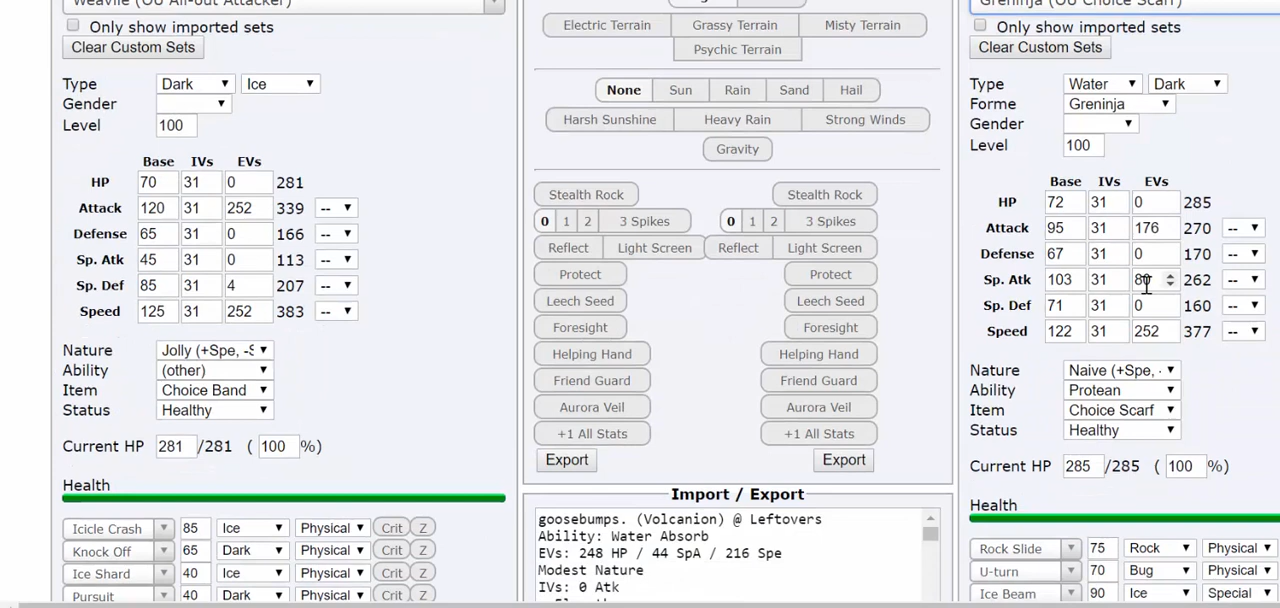 Weavile (OU All-out Attacker)
Only show imported sets
Clear Custom Sets
Type Dark Ice
Gender
Level 100
Base IVs EVs
HP 70 31 0 281
Attack 120 31 252 339 --
Defense 65 31 0 166 --
Sp. Atk 45 31 0 113 --
Sp. Def 85 31 4 207 --
Speed 125 31 252 383 --
Nature Jolly (+Spe, -S
Ability (other)
Item Choice Band
Status Healthy
Current HP 281 /281 ( 100 %)
Health
Icicle Crash 85 Ice Physical Crit Z
Knock Off 65 Dark Physical Crit Z
Ice Shard 40 Ice Physical Crit Z
Pursuit 40 Dark Physical Crit Z
Electric Terrain Grassy Terrain Misty Terrain
Psychic Terrain
None Sun Rain Sand Hail
Harsh Sunshine Heavy Rain Strong Winds
Gravity
Stealth Rock Stealth Rock
0 1 2 3 Spikes 0 1 2 3 Spikes
Reflect Light Screen Reflect Light Screen
Protect Protect
Leech Seed Leech Seed
Foresight Foresight
Helping Hand Helping Hand
Friend Guard Friend Guard
Aurora Veil Aurora Veil
+1 All Stats +1 All Stats
Export Export
Import / Export
goosebumps. (Volcanion) @ Leftovers
Ability: Water Absorb
EVs: 248 HP / 44 SpA / 216 Spe
Modest Nature
IVs: 0 Atk
Greninja (OU Choice Scarf)
Only show imported sets
Clear Custom Sets
Type Water Dark
Forme Greninja
Gender
Level 100
Base IVs EVs
HP 72 31 0 285
Attack 95 31 176 270 --
Defense 67 31 0 170 --
Sp. Atk 103 31 80 262 --
Sp. Def 71 31 0 160 --
Speed 122 31 252 377 --
Nature Naive (+Spe, -
Ability Protean
Item Choice Scarf
Status Healthy
Current HP 285 /285 ( 100 %)
Health
Rock Slide 75 Rock Physical
U-turn 70 Bug Physical
Ice Beam 90 Ice Special